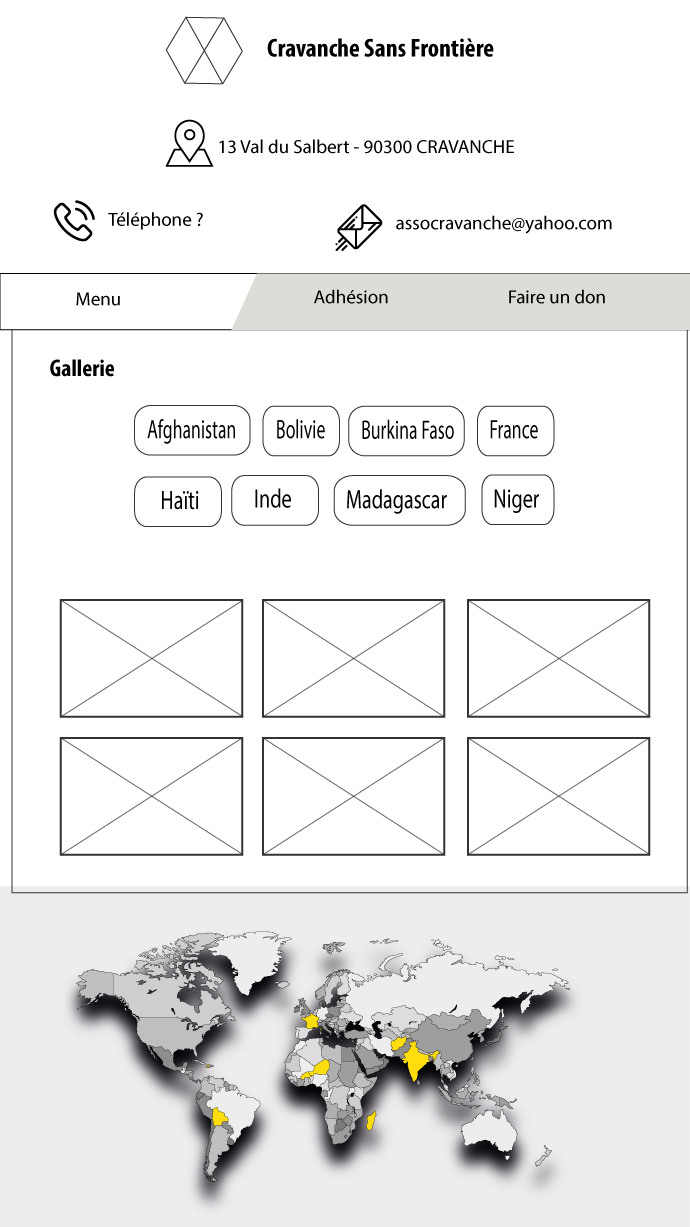 Cravanche Sans Frontière
13 Val du Salbert - 90300 CRAVANCHE
Téléphone ?
assocravanche@yahoo.com
Menu
Adhésion
Faire un don
Gallerie
Afghanistan
Bolivie
Burkina Faso
France
Haïti
Inde
Madagascar
Niger